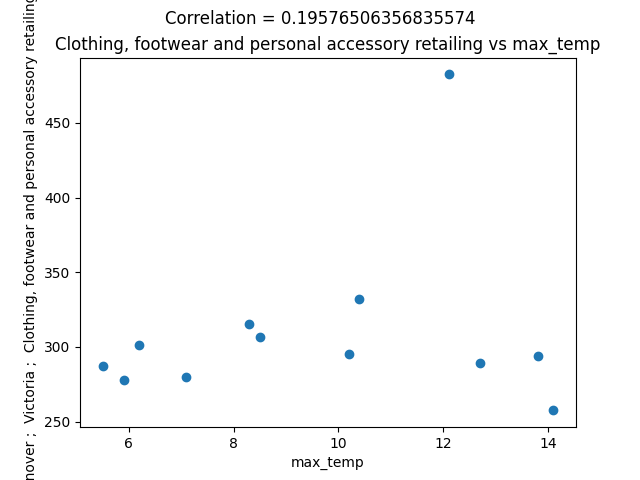 Correlation = 0.19576506356835574
Clothing, footwear and personal accessory retailing vs max_temp
nover ;  Victoria ;  Clothing, footwear and personal accessory retailing
450
400
350
300
250
6
8
10
12
14
max_temp